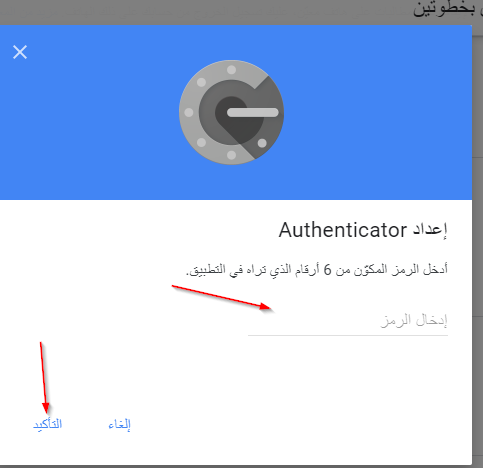 بخطوتين
إعداد Authenticator
أدخل الرمز المكوّن من 6 أرقام الذي تراه في التطبيق.
إدخال الرمز
إلغاء التأكيد